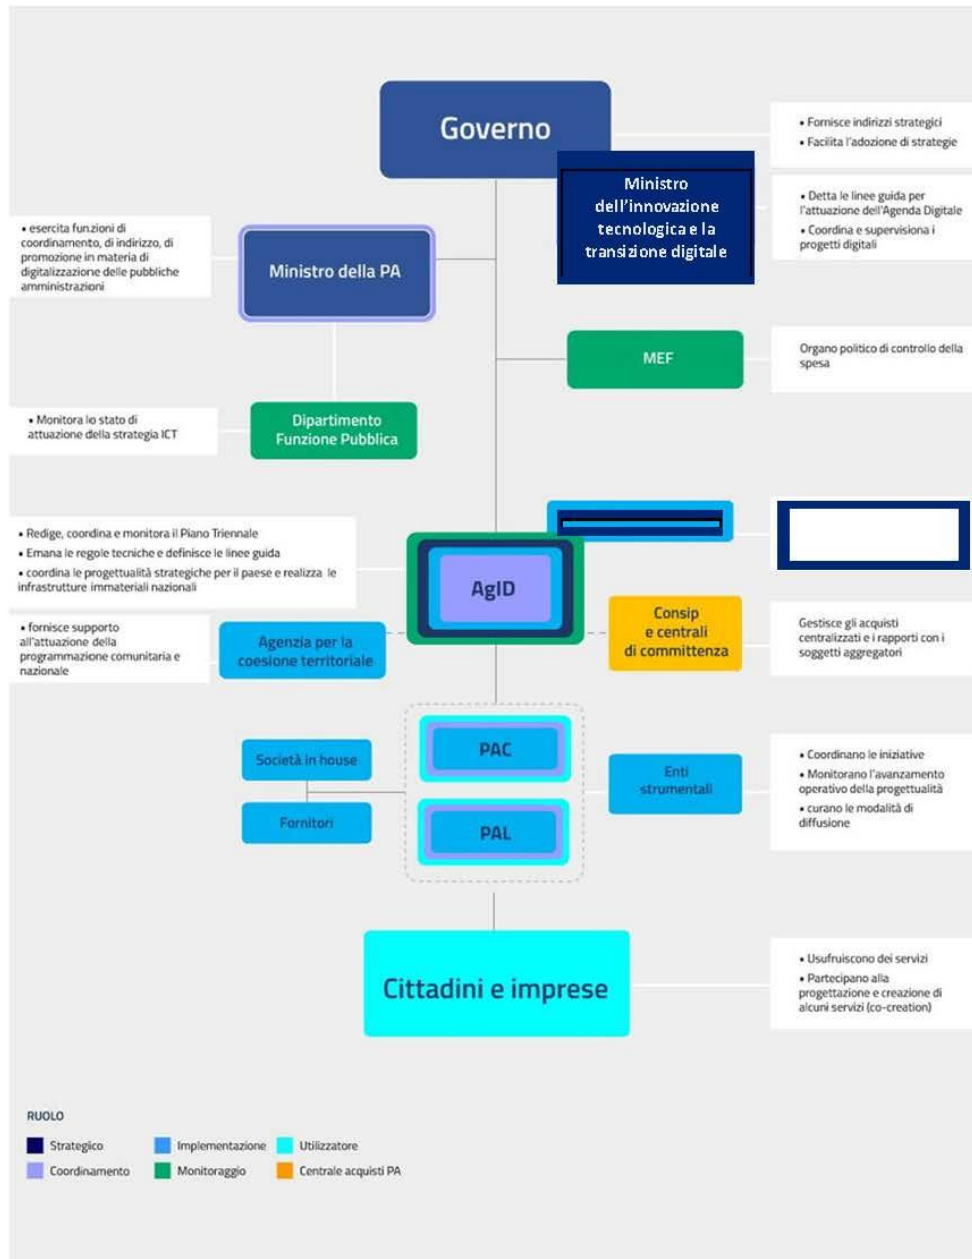 Governo
• Fornisce indirizzi strategici
• Facilita l'adozione di strategie
Ministro
dell'innovazione
tecnologica e la
transizione digitale
• Detta le linee guida per
l'attuazione dell'Agenda Digitale
• Coordina e supervisiona i
progetti digitali
• esercita funzioni di
coordinamento, di indirizzo, di
promozione in materia di
digitalizzazione delle pubbliche
amministrazioni
Ministro della PA
MEF
Organo politico di controllo della
spesa
• Monitora lo stato di
attuazione della strategia ICT
Dipartimento
Funzione Pubblica
• Redige, coordina e monitora il Piano Triennale
• Emana le regole tecniche e definisce le linee guida
• coordina le progettualità strategiche per il paese e realizza le
infrastrutture immateriali nazionali
AgID
• fornisce supporto
all'attuazione della
programmazione comunitaria e
nazionale
Agenzia per la
coesione territoriale
Consip
e centrali
di committenza
Gestisce gli acquisti
centralizzati e i rapporti con i
soggetti aggregatori
Società in house
Fornitori
PAC
PAL
Enti
strumentali
• Coordinano le iniziative
• Monitorano l'avanzamento
operativo della progettualità
• curano le modalità di
diffusione
Cittadini e imprese
• Usufruiscono dei servizi
• Partecipano alla
progettazione e creazione di
alcuni servizi (co-creation)
RUOLO
Strategico
Implementazione
Utilizzatore
Coordinamento
Monitoraggio
Centrale acquisti PA